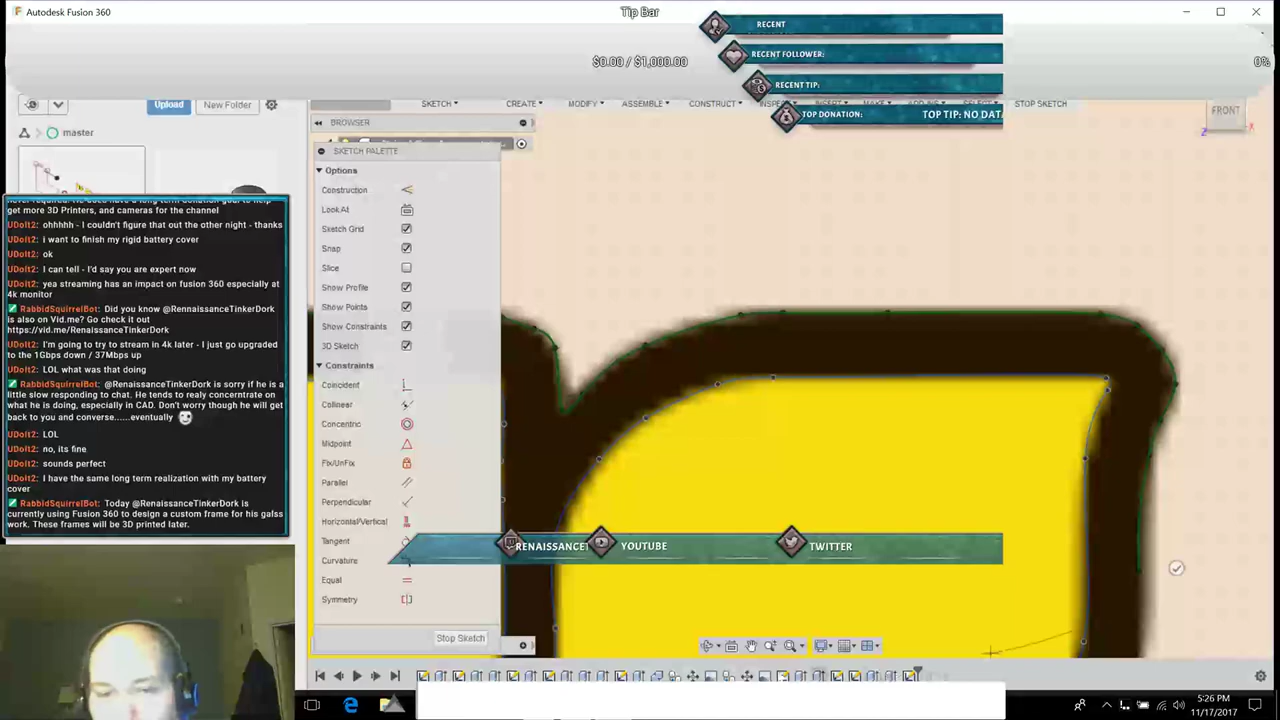 Autodesk Fusion 360
Tip Bar
RECENT
RECENT FOLLOWER:
$0.00 / $1,000.00
0%
RECENT TIP:
TOP DONATION:
TOP TIP: NO DATA
Upload
New Folder
SKETCH
CREATE
MODIFY
ASSEMBLE
CONSTRUCT
STOP SKETCH
FRONT
BROWSER
master
SKETCH PALETTE
Options
Construction
Look At
Sketch Grid
Snap
Slice
Show Profile
Show Points
Show Constraints
3D Sketch
Constraints
Coincident
Collinear
Concentric
Midpoint
Fix/UnFix
Parallel
Perpendicular
Horizontal/Vertical
Tangent
Curvature
Equal
Symmetry
Stop Sketch
get more 3D Printers, and cameras for the channel
UDoIt2: ohhhhh - I couldn't figure that out the other night - thanks
UDoIt2: i want to finish my rigid battery cover
UDoIt2: ok
UDoIt2: I can tell - I'd say you are expert now
UDoIt2: yea streaming has an impact on fusion 360 especially at
4k monitor
RabbidSquirrelBot: Did you know @RennaissanceTinkerDork
is also on Vid.me? Go check it out
https://vid.me/RenaissanceTinkerDork
UDoIt2: I'm going to try to stream in 4k later - I just go upgraded
to the 1Gbps down / 37Mbps up
UDoIt2: LOL what was that doing
RabbidSquirrelBot: @RenaissanceTinkerDork is sorry if he is a
little slow responding to chat. He tends to realy concerntrate on
what he is doing, especially in CAD. Don't worry though he will get
back to you and converse......eventually
UDoIt2: LOL
UDoIt2: no, its fine
UDoIt2: sounds perfect
UDoIt2: I have the same long term realization with my battery
cover
RabbidSquirrelBot: Today @RenaissanceTinkerDork is
currently using Fusion 360 to design a custom frame for his galss
work. These frames will be 3D printed later.
RENAISSANCET
YOUTUBE
TWITTER
5:26 PM
11/17/2017